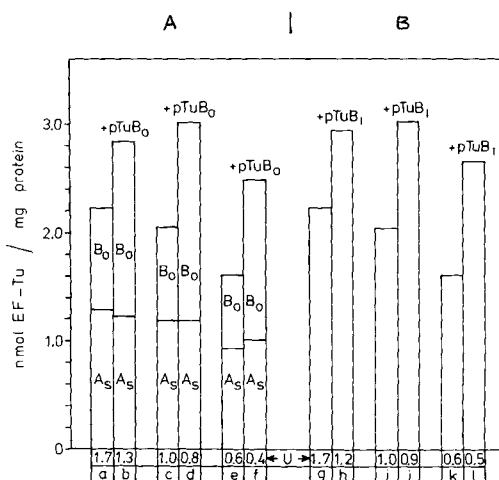 A | B
+pTuB₀ +pTuB₀ +pTuB₀ +pTuB₁ +pTuB₁ +pTuB₁
nmol EF-Tu / mg protein
3.0
2.0
1.0
0
B₀ B₀ B₀ B₀ B₀ B₀
Aₛ Aₛ Aₛ Aₛ Aₛ Aₛ
1.7 1.3 1.0 0.8 0.6 0.4 ← U → 1.7 1.2 1.0 0.9 0.6 0.5
a b c d e f g h i j k l